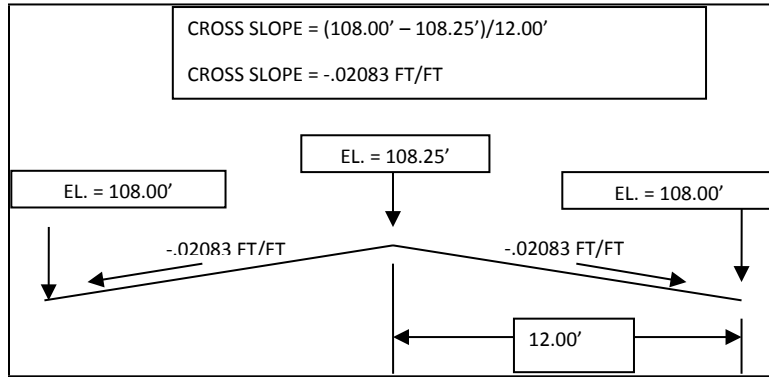 CROSS SLOPE = (108.00’ – 108.25’)/12.00’
CROSS SLOPE = -.02083 FT/FT
EL. = 108.25’
EL. = 108.00’
EL. = 108.00’
-.02083 FT/FT
-.02083 FT/FT
12.00’